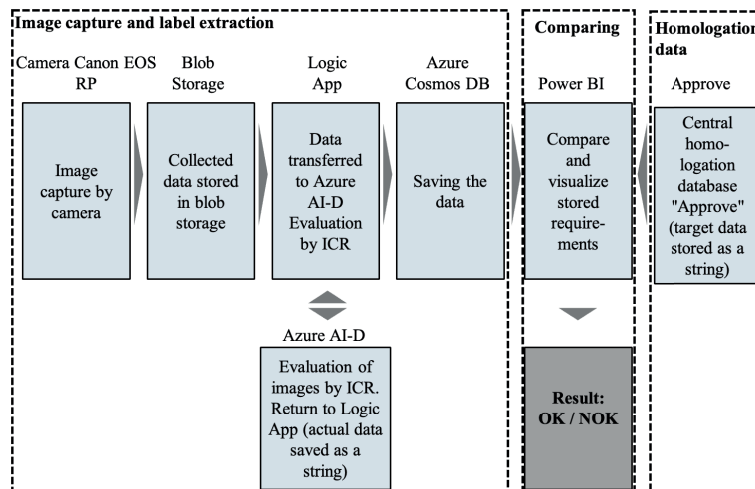 Image capture and label extraction
Camera Canon EOS
RP
Image
capture by
camera
Blob
Storage
Collected
data stored
in blob
storage
Logic
App
Data
transferred
to Azure
AI-D
Evaluation
by ICR
Azure AI-D
Evaluation of
images by ICR.
Return to Logic
App (actual data
saved as a
string)
Azure
Cosmos DB
Saving the
data
Comparing
Power BI
Compare
and
visualize
stored
require-
ments
Result:
OK / NOK
Homologation
data
Approve
Central
homo-
logation
database
"Approve"
(target data
stored as a
string)